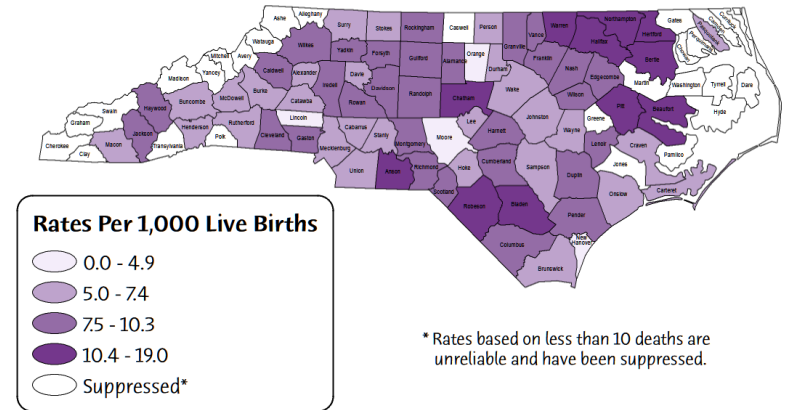 Ashe
Alleghany
Surry
Stokes
Rockingham
Caswell
Person
Vance
Warren
Northampton
Gates
Currituck
Camden
Pasquotank
Perquimans
Chowan
Watauga
Wilkes
Yadkin
Forsyth
Guilford
Alamance
Orange
Durham
Granville
Franklin
Halifax
Hertford
Bertie
Mitchell
Avery
Caldwell
Alexander
Iredell
Davie
Davidson
Randolph
Chatham
Wake
Nash
Edgecombe
Martin
Washington
Tyrrell
Dare
Madison
Yancey
Burke
Catawba
Rowan
Wilson
Pitt
Beaufort
Hyde
Swain
Haywood
Buncombe
McDowell
Lincoln
Cabarrus
Stanly
Montgomery
Moore
Lee
Harnett
Johnston
Wayne
Greene
Graham
Jackson
Henderson
Rutherford
Polk
Cleveland
Gaston
Mecklenburg
Lenoir
Craven
Pamlico
Cherokee
Clay
Macon
Transylvania
Union
Anson
Richmond
Scotland
Hoke
Cumberland
Sampson
Duplin
Jones
Onslow
Carteret
Robeson
Bladen
Pender
Columbus
New
Hanover
Brunswick
Rates Per 1,000 Live Births
0.0 - 4.9
5.0 - 7.4
7.5 - 10.3
10.4 - 19.0
Suppressed*
* Rates based on less than 10 deaths are
unreliable and have been suppressed.